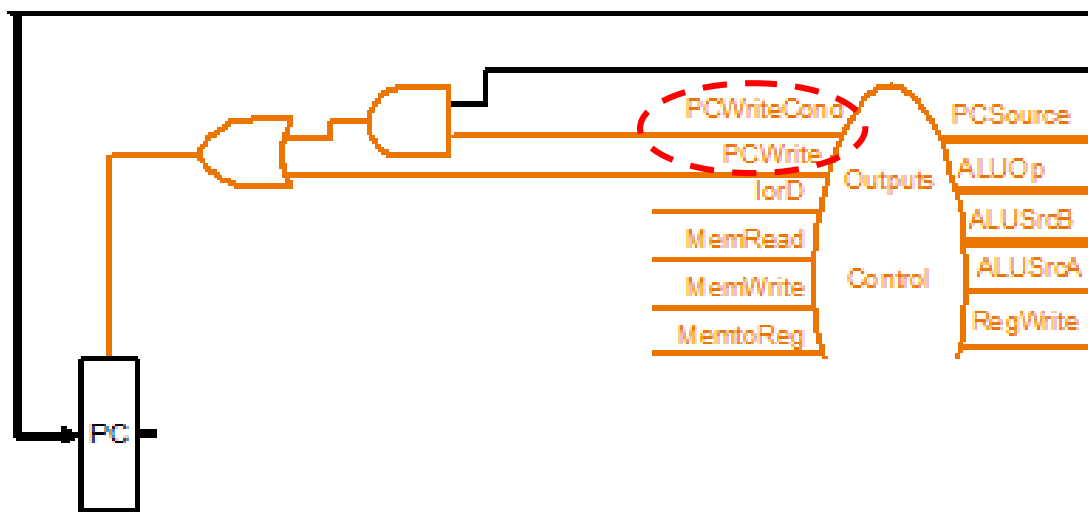 PCWriteCond
PCWrite
IorD
MemRead
MemWrite
MemtoReg
Outputs
Control
PCSource
ALUOp
ALUSrcB
ALUSrcA
RegWrite
PC